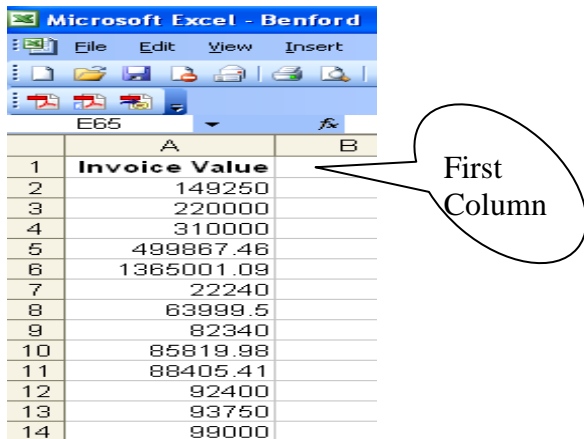 Microsoft Excel - Benford
File Edit View Insert
E65 fx
A B
1 Invoice Value
2 149250
3 220000
4 310000
5 499867.46
6 1365001.09
7 22240
8 63999.5
9 82340
10 85819.98
11 88405.41
12 92400
13 93750
14 99000
First
Column